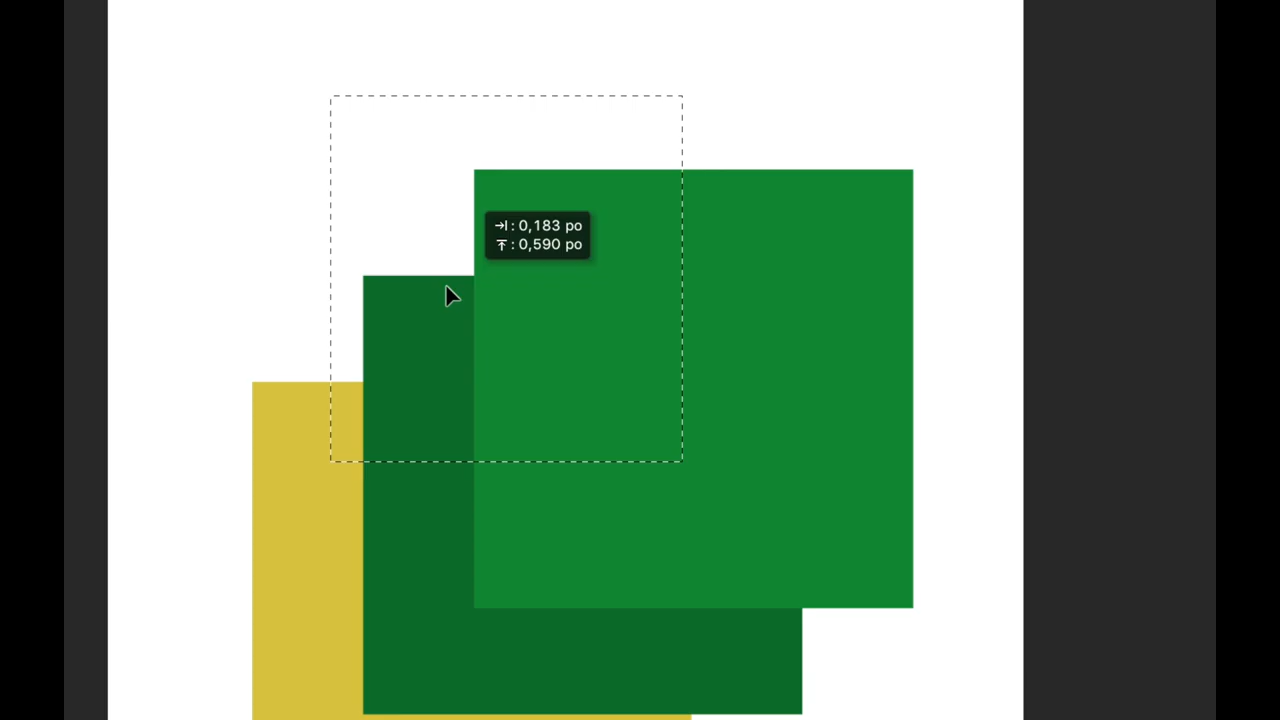 →I : 0,183 po
↑ : 0,590 po